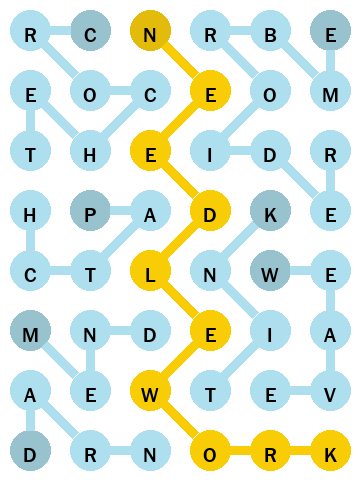 R C N R B E
E O C E O M
T H E I D R
H P A D K E
C T L N W E
M N D E I A
A E W T E V
D R N O R K